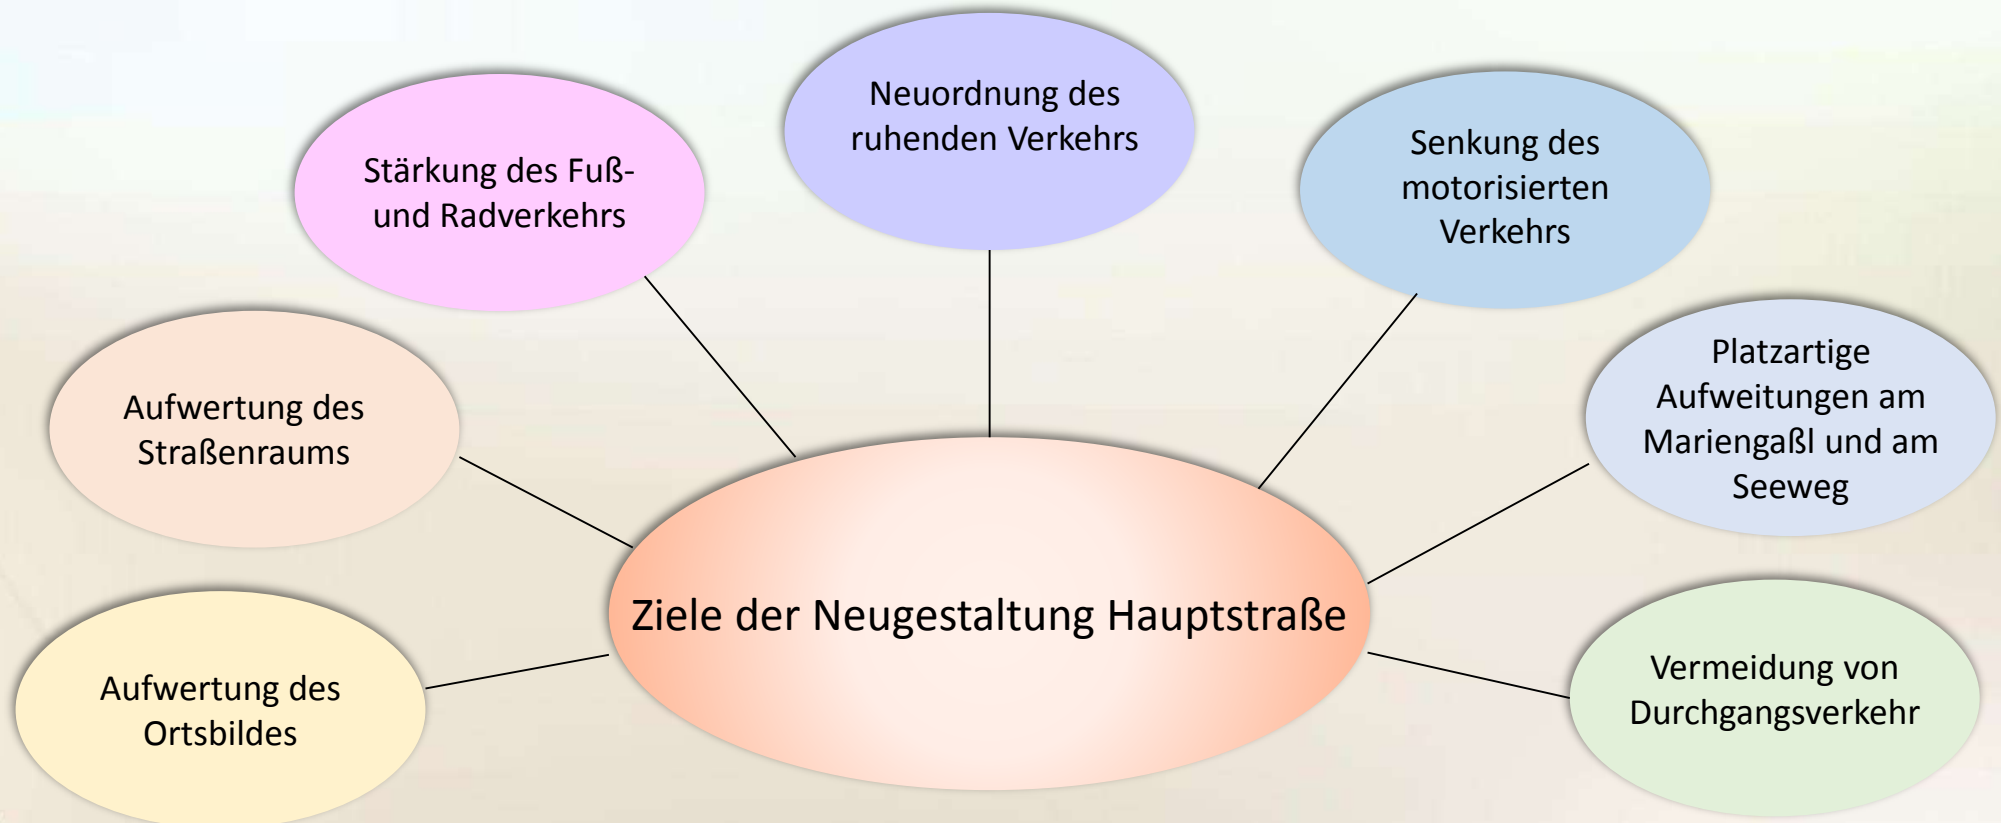 Neuordnung des
ruhenden Verkehrs
Stärkung des Fuß-
und Radverkehrs
Senkung des
motorisierten
Verkehrs
Aufwertung des
Straßenraums
Platzartige
Aufweitungen am
Mariengaßl und am
Seeweg
Ziele der Neugestaltung Hauptstraße
Aufwertung des
Ortsbildes
Vermeidung von
Durchgangsverkehr